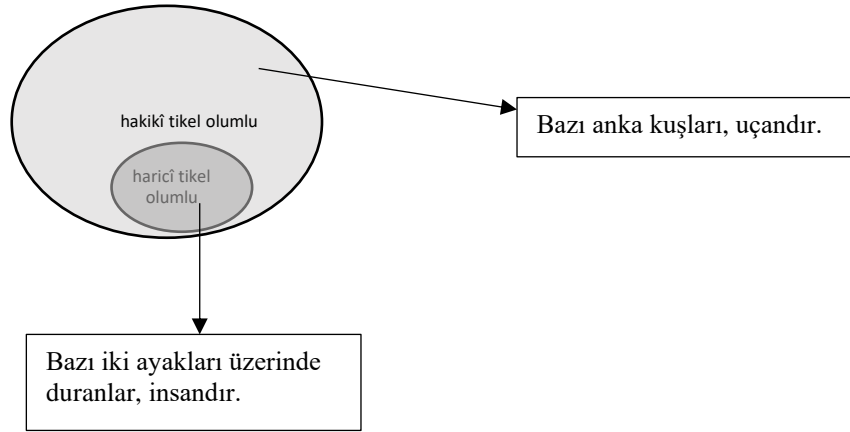 hakikî tikel olumlu
Bazı anka kuşları, uçandır.
haricî tikel
olumlu
Bazı iki ayakları üzerinde
duranlar, insandır.